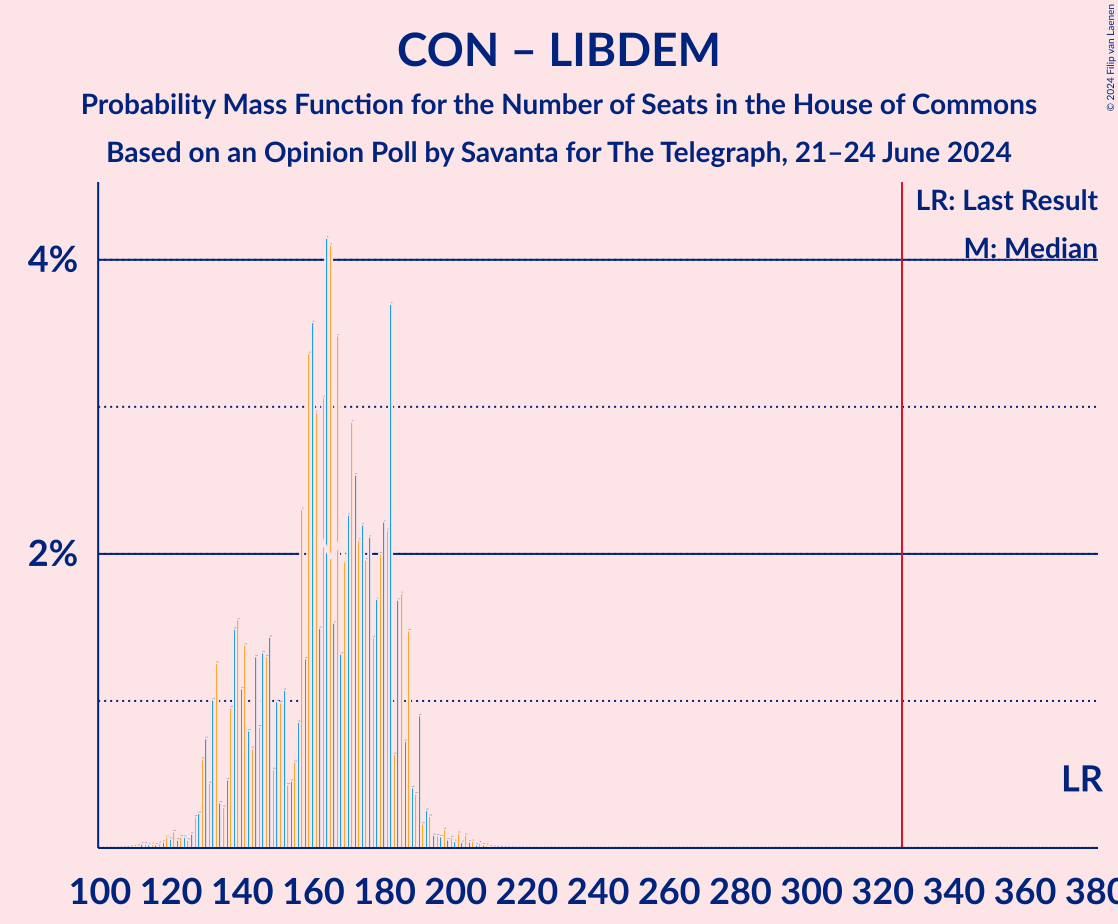 CON – LIBDEM
Probability Mass Function for the Number of Seats in the House of Commons
Based on an Opinion Poll by Savanta for The Telegraph, 21–24 June 2024
© 2024 Filip van Laenen
LR: Last Result
M: Median
4%
2%
LR
100 120 140 160 180 200 220 240 260 280 300 320 340 360 380